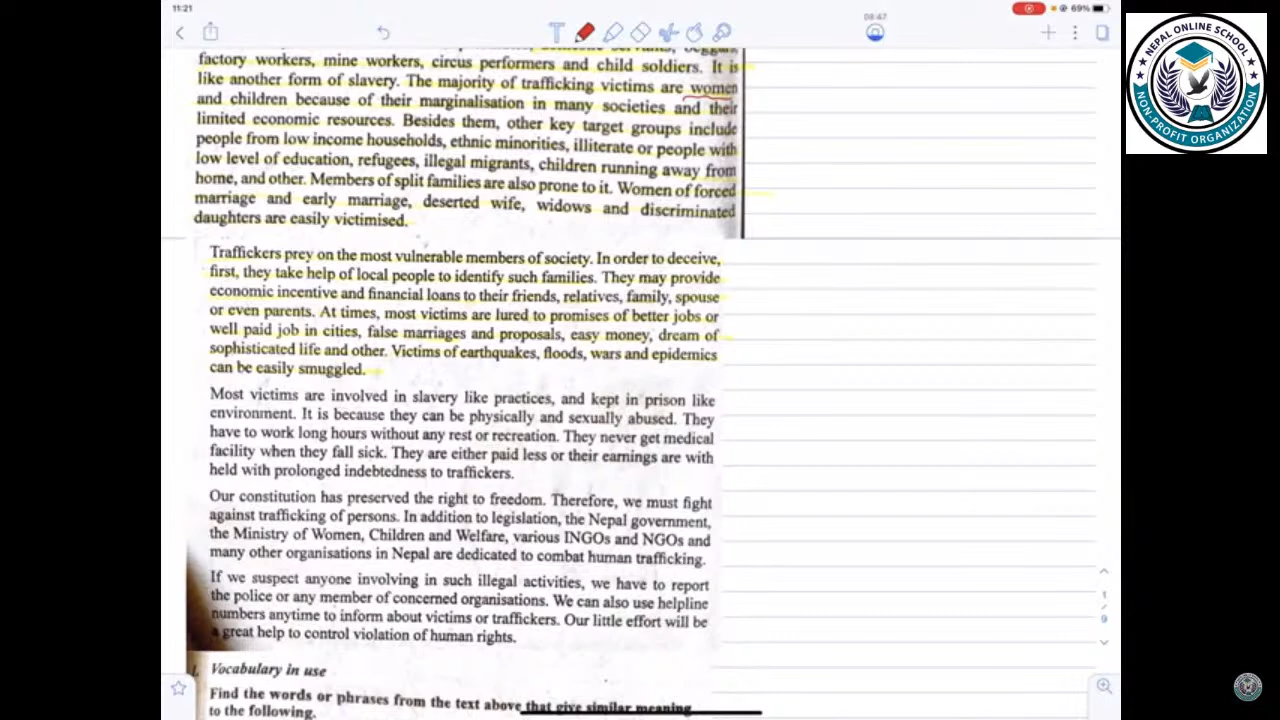 11:21
69%
08:47
NEPAL ONLINE SCHOOL
NON-PROFIT ORGANIZATION
factory workers, mine workers, circus performers and child soldiers. It is
like another form of slavery. The majority of trafficking victims are women
and children because of their marginalisation in many societies and their
limited economic resources. Besides them, other key target groups include
people from low income households, ethnic minorities, illiterate or people with
low level of education, refugees, illegal migrants, children running away from
home, and other. Members of split families are also prone to it. Women of forced
marriage and early marriage, deserted wife, widows and discriminated
daughters are easily victimised.
Traffickers prey on the most vulnerable members of society. In order to deceive,
first, they take help of local people to identify such families. They may provide
economic incentive and financial loans to their friends, relatives, family, spouse
or even parents. At times, most victims are lured to promises of better jobs or
well paid job in cities, false marriages and proposals, easy money, dream of
sophisticated life and other. Victims of earthquakes, floods, wars and epidemics
can be easily smuggled.
Most victims are involved in slavery like practices, and kept in prison like
environment. It is because they can be physically and sexually abused. They
have to work long hours without any rest or recreation. They never get medical
facility when they fall sick. They are either paid less or their earnings are with
held with prolonged indebtedness to traffickers.
Our constitution has preserved the right to freedom. Therefore, we must fight
against trafficking of persons. In addition to legislation, the Nepal government,
the Ministry of Women, Children and Welfare, various INGOs and NGOs and
many other organisations in Nepal are dedicated to combat human trafficking.
If we suspect anyone involving in such illegal activities, we have to report
the police or any member of concerned organisations. We can also use helpline
numbers anytime to inform about victims or traffickers. Our little effort will be
a great help to control violation of human rights.
1
/
9
Vocabulary in use
Find the words or phrases from the text above that give similar meaning
to the following.